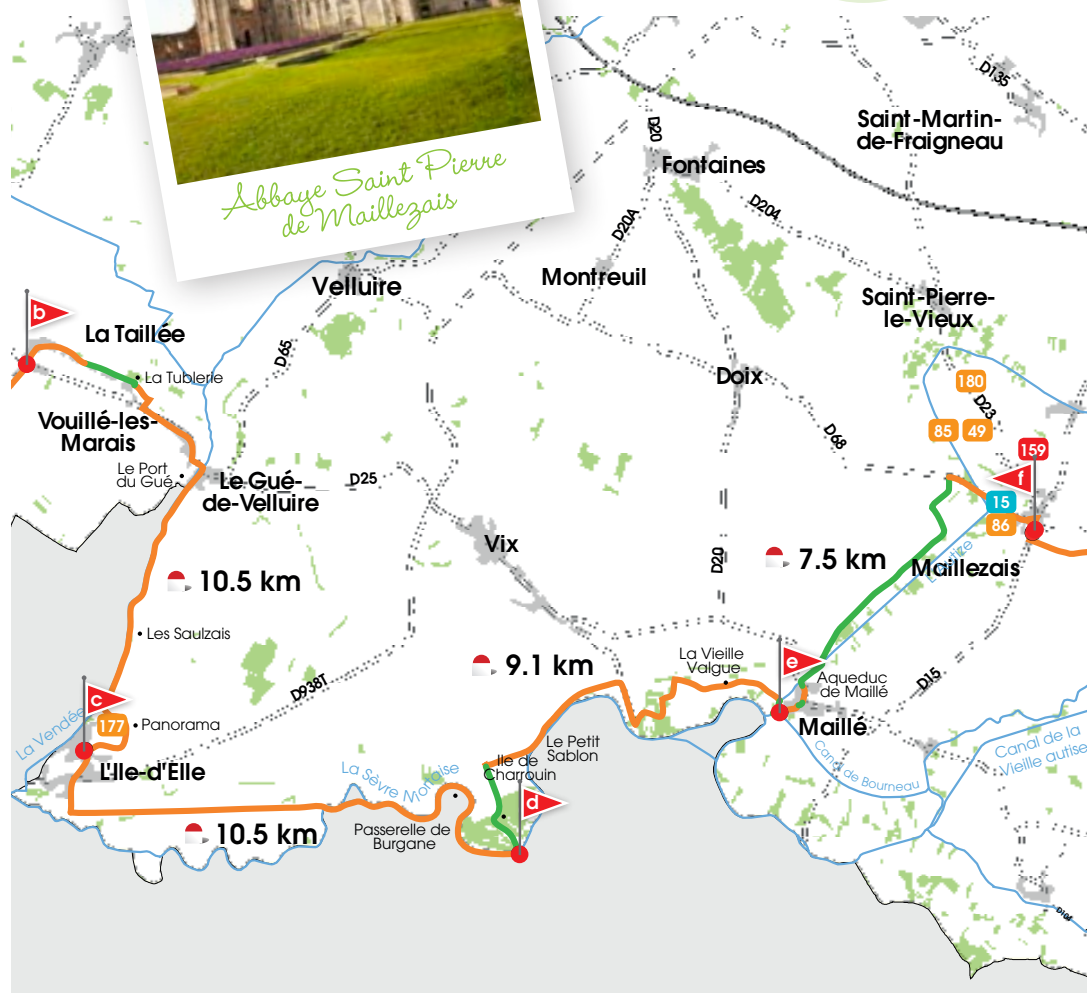 Abbaye Saint Pierre
de Maillezais
D135
Saint-Martin-
de-Fraigneau
D20
Fontaines
D204
D20A
Montreuil
Velluire
Saint-Pierre-
le-Vieux
b
La Taillée
D65
La Tublerie
Doix
180
D23
Vouillé-les-
Marais
85
49
D68
159
Le Port
du Gué
Le Gué-
de-Velluire
D25
f
15
86
Vix
D20
7.5 km
Maillezais
10.5 km
Les Saulzais
9.1 km
La Vieille
Valgue
e
Aqueduc
de Maillé
D15
D938T
c
177
Panorama
La Vendée
Maillé
L'Ile-d'Elle
Le Petit
Sablon
Ile de
Charrouin
La Sèvre Niortaise
Canal de Bourneau
Canal de la
Vieille autise
d
10.5 km
Passerelle de
Burgane
D104